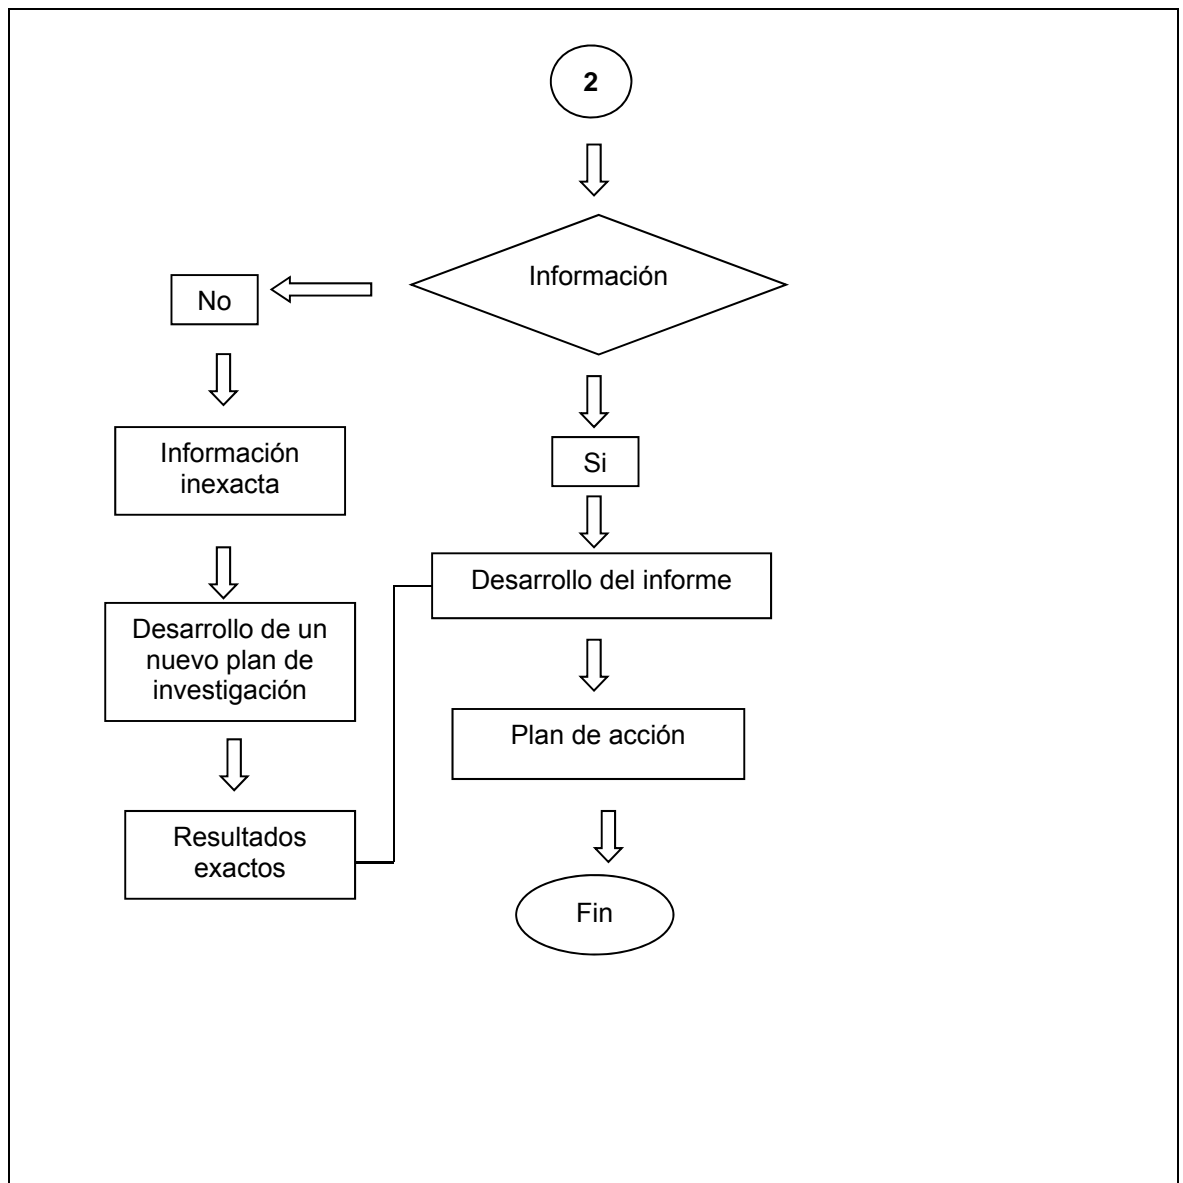 2
Información
No
Si
Información
inexacta
Desarrollo del informe
Desarrollo de un
nuevo plan de
investigación
Plan de acción
Resultados
exactos
Fin